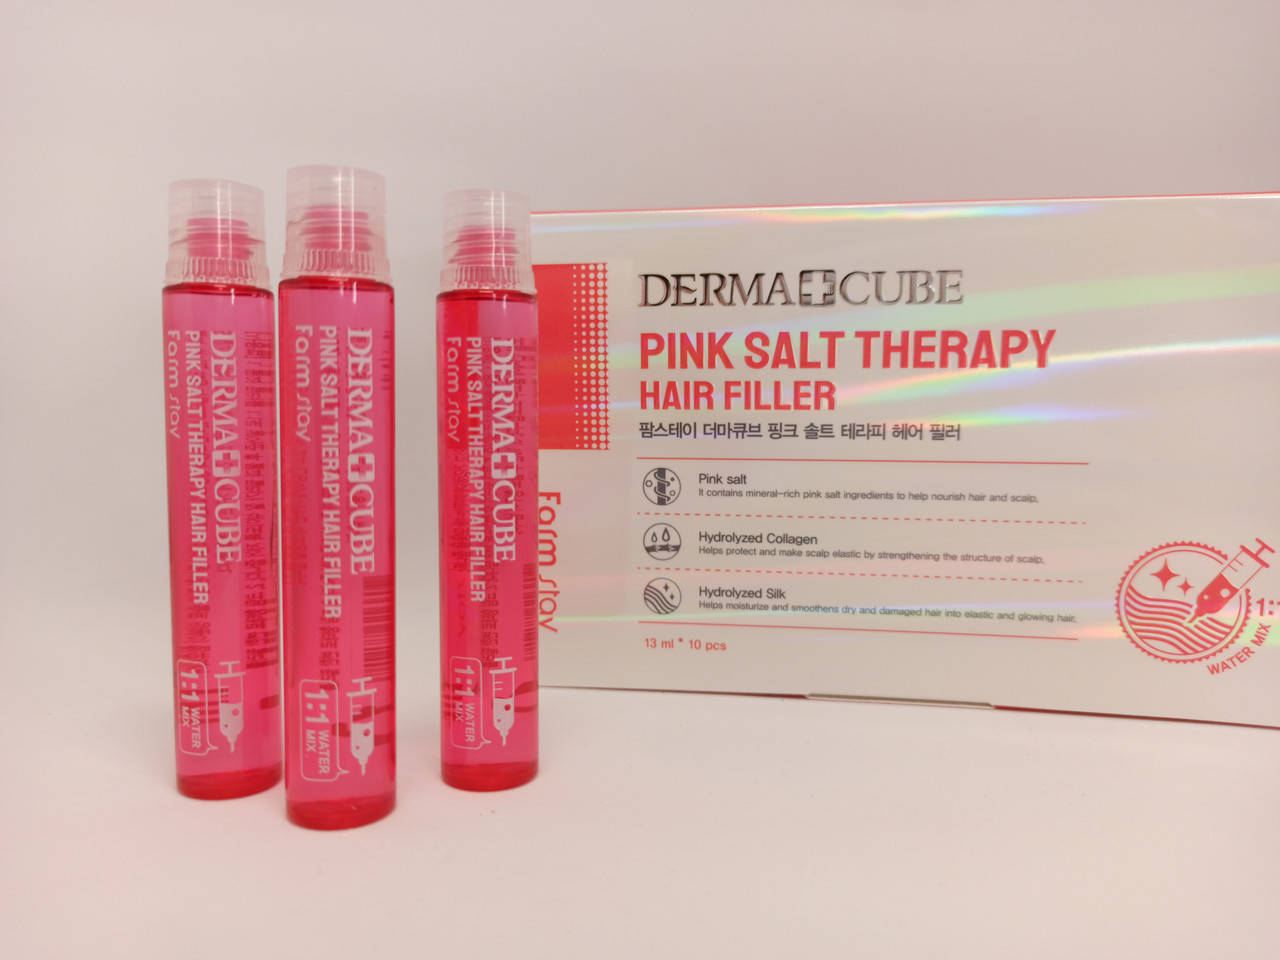 DERMA CUBE
PINK SALT THERAPY HAIR FILLER
Farm stay
1:1 WATER
MIX
DERMA CUBE
PINK SALT THERAPY HAIR FILLER
Farm stay
1:1 WATER
MIX
DERMA CUBE
PINK SALT THERAPY HAIR FILLER
Farm stay
1:1 WATER
MIX
Farm stay
DERMA CUBE
PINK SALT THERAPY
HAIR FILLER
팜스테이 더마큐브 핑크 솔트 테라피 헤어 필러
Pink salt
It contains mineral-rich pink salt ingredients to help nourish hair and scalp.
Hydrolyzed Collagen
Helps protect and make scalp elastic by strengthening the structure of scalp.
Hydrolyzed Silk
Helps moisturize and smoothens dry and damaged hair into elastic and glowing hair.
13 ml * 10 pcs
WATER MIX